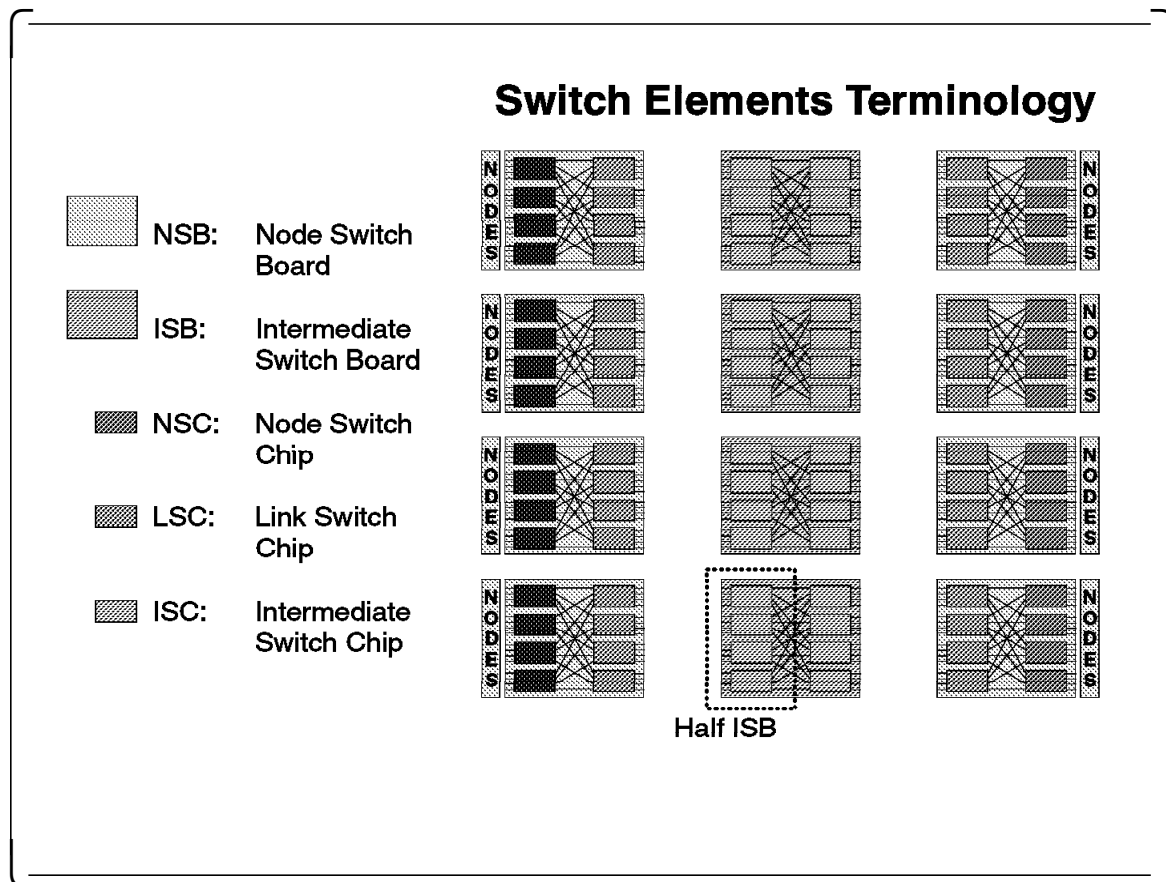 Switch Elements Terminology
NSB: Node Switch
Board
ISB: Intermediate
Switch Board
NSC: Node Switch
Chip
LSC: Link Switch
Chip
ISC: Intermediate
Switch Chip
NODES
NODES
NODES
NODES
NODES
NODES
NODES
NODES
Half ISB